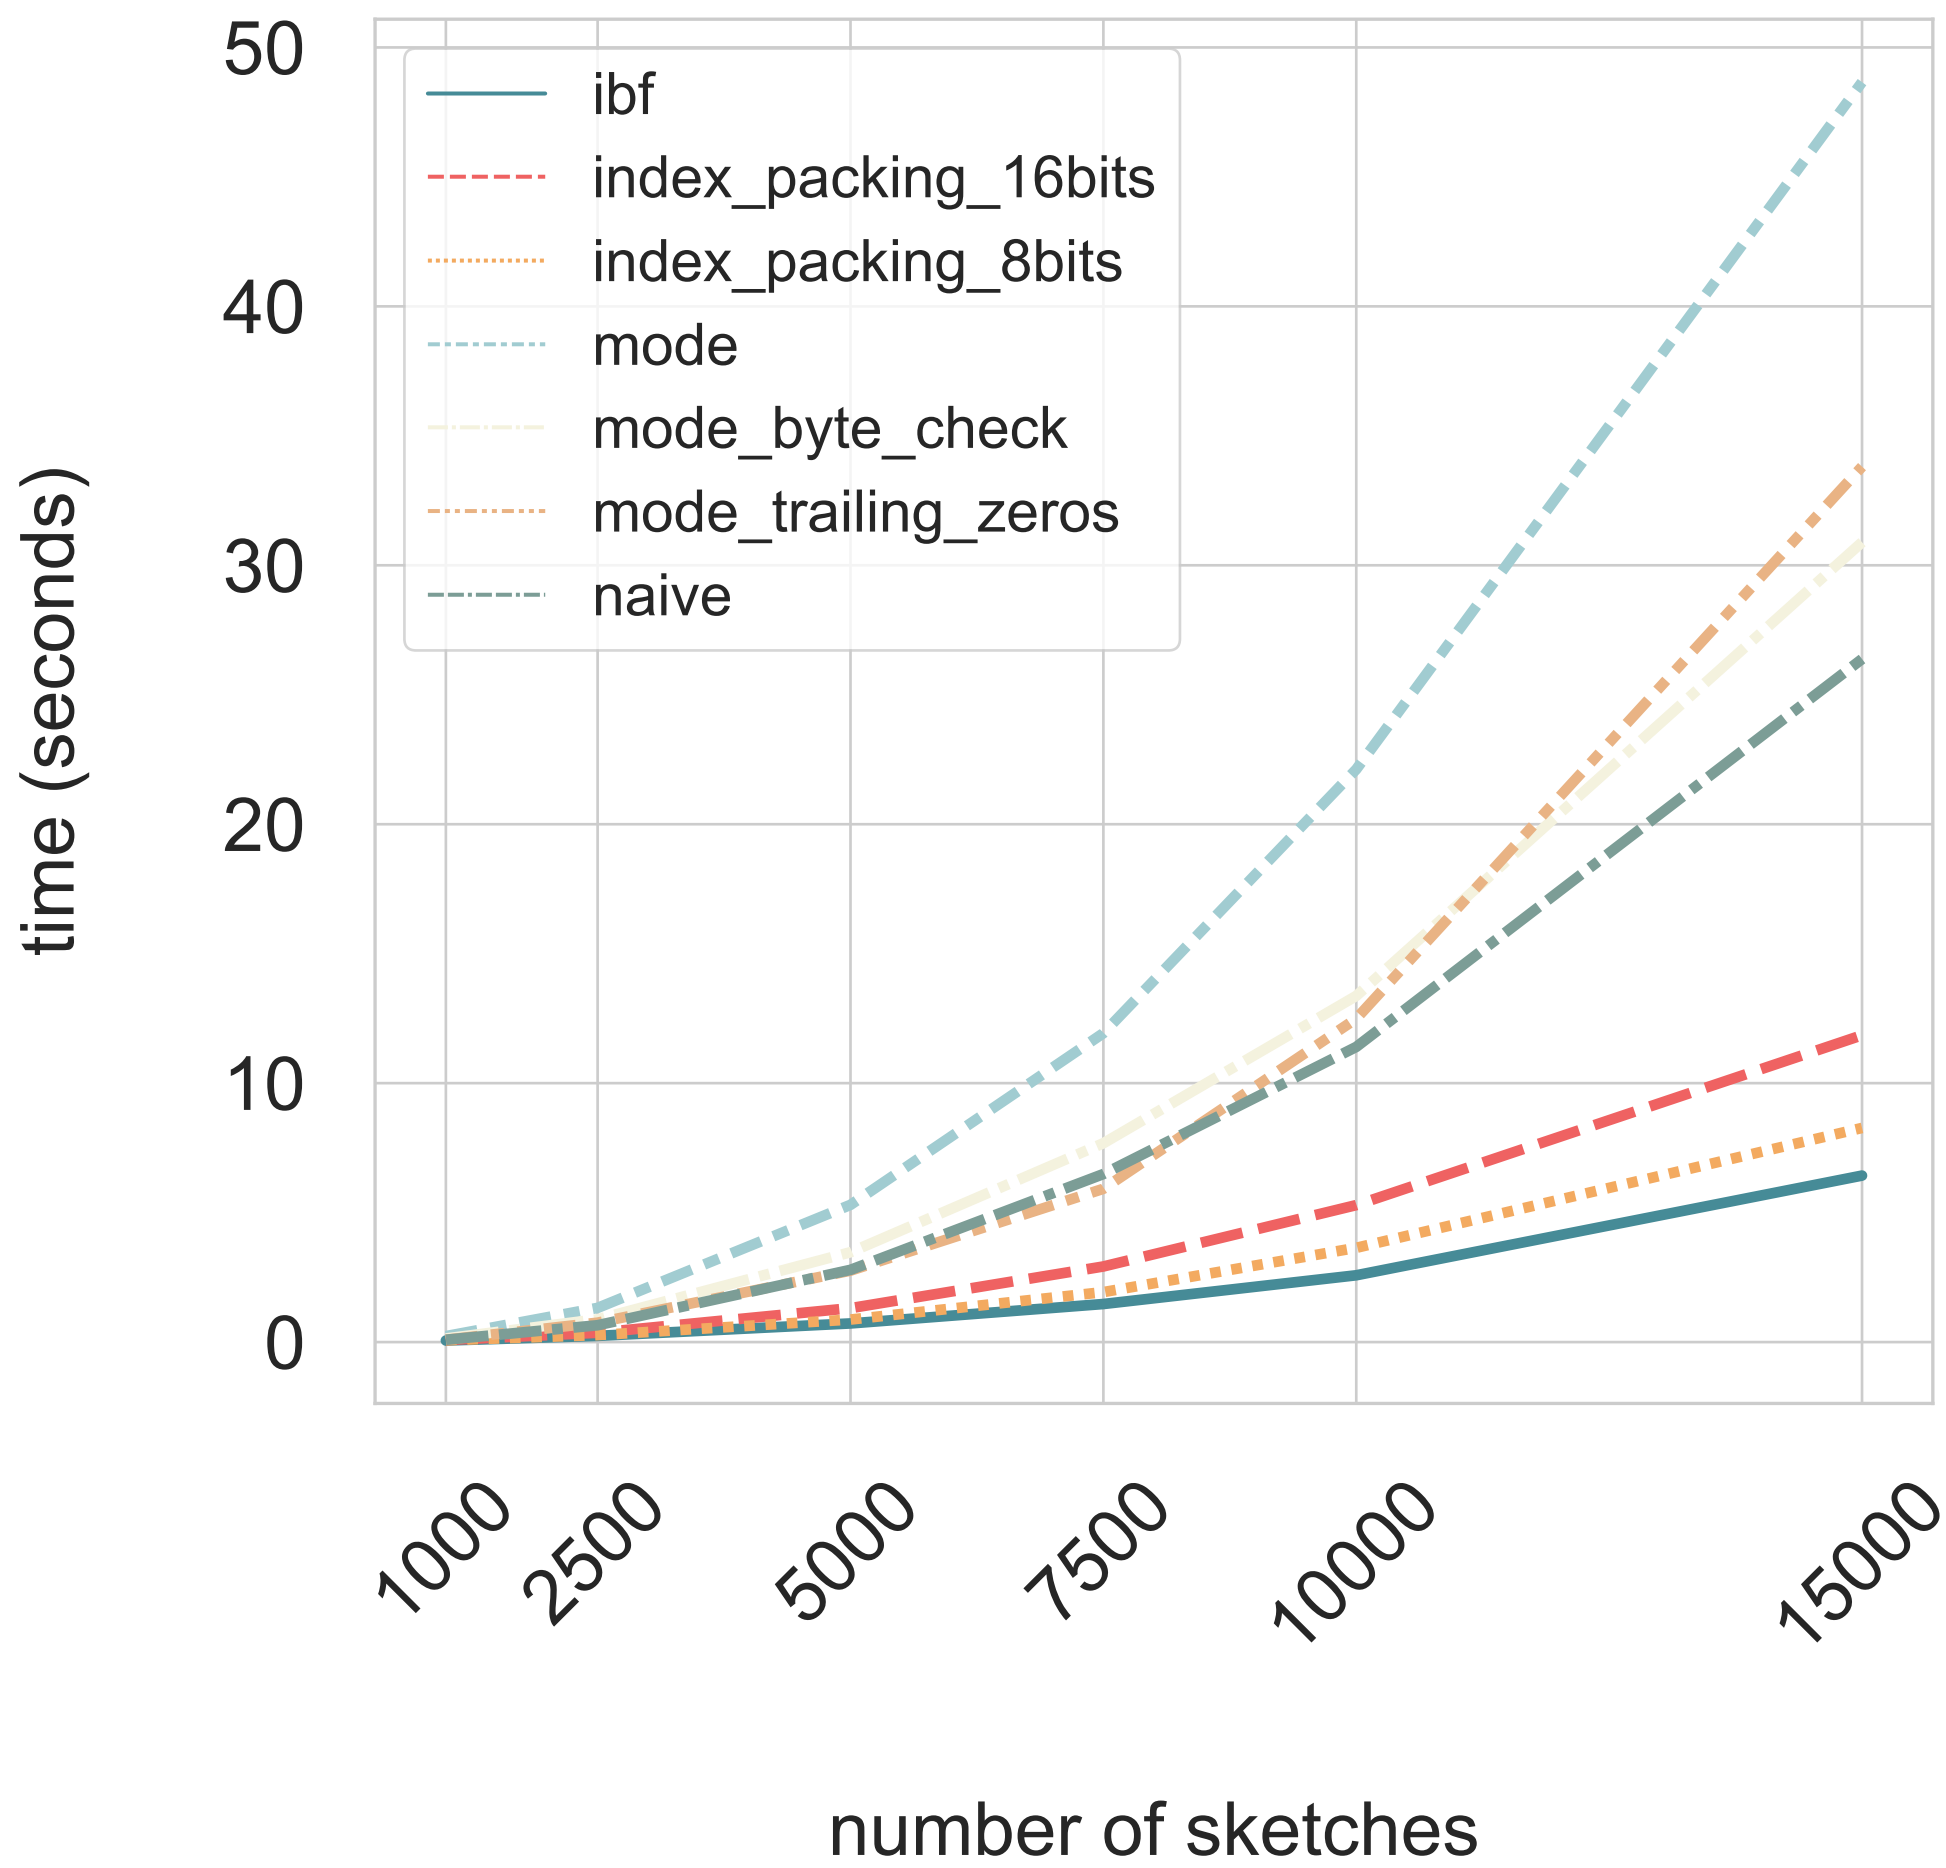 50
40
30
20
10
0
time (seconds)
ibf
index_packing_16bits
index_packing_8bits
mode
mode_byte_check
mode_trailing_zeros
naive
1000
2500
5000
7500
10000
15000
number of sketches